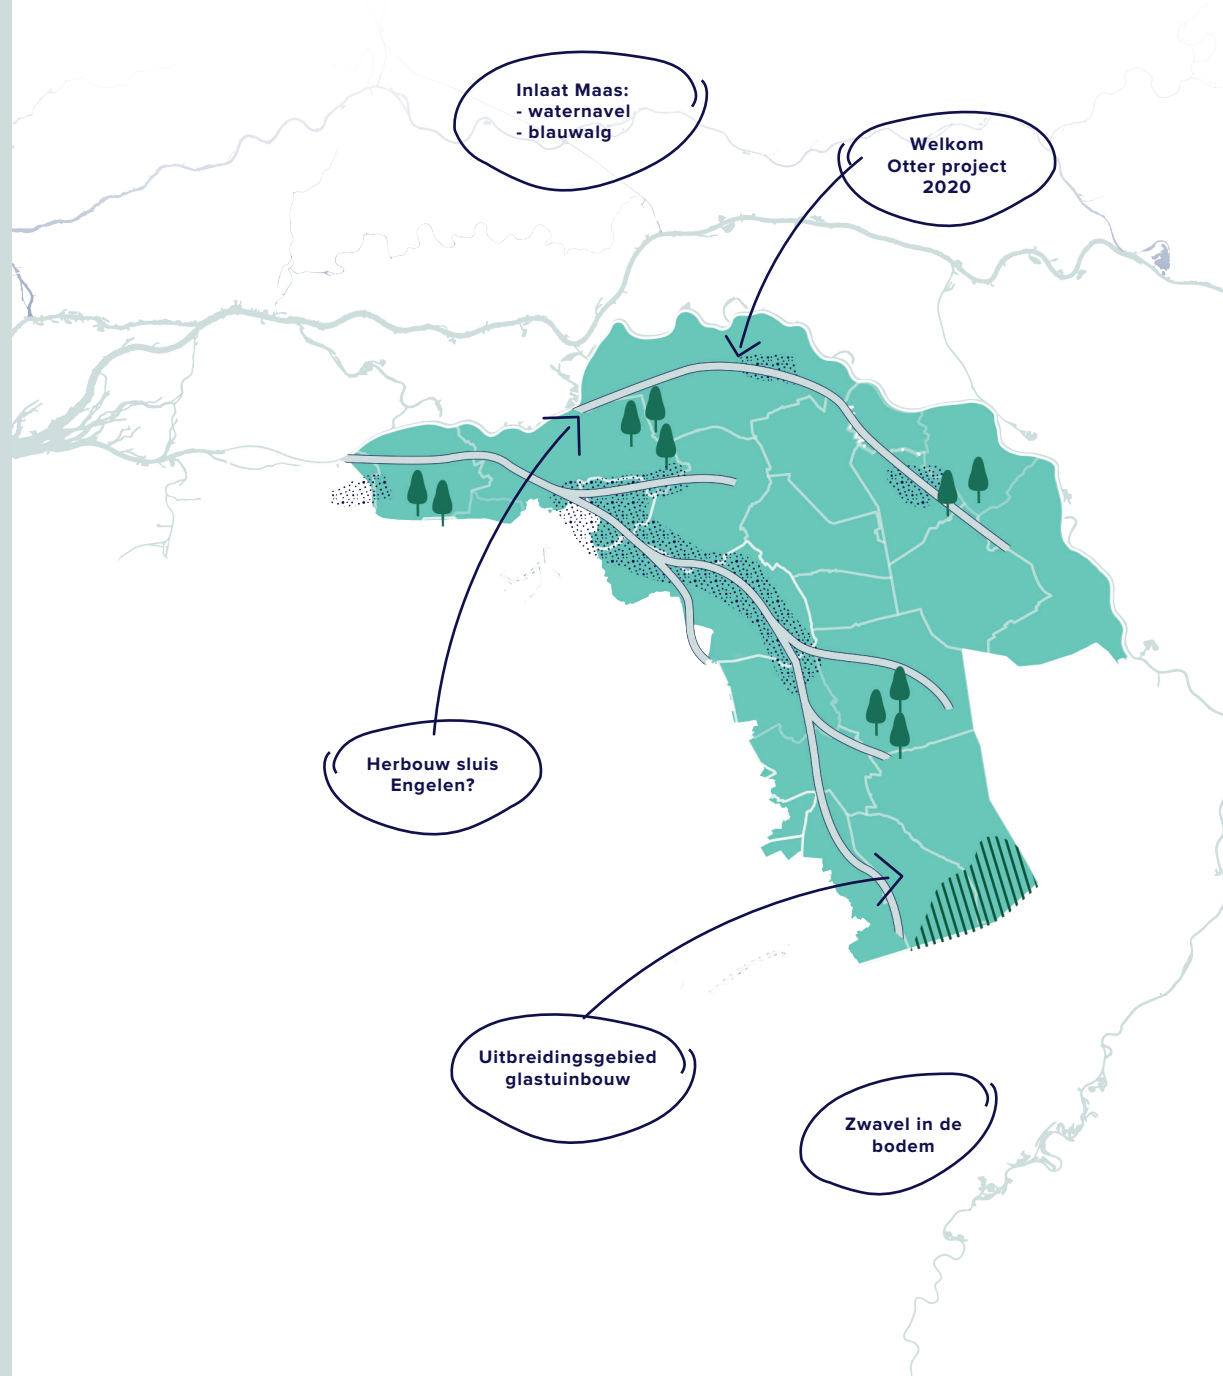 Inlaat Maas:
- waternavel
- blauwalg
Welkom
Otter project
2020
Herbouw sluis
Engelen?
Uitbreidingsgebied
glastuinbouw
Zwavel in de
bodem